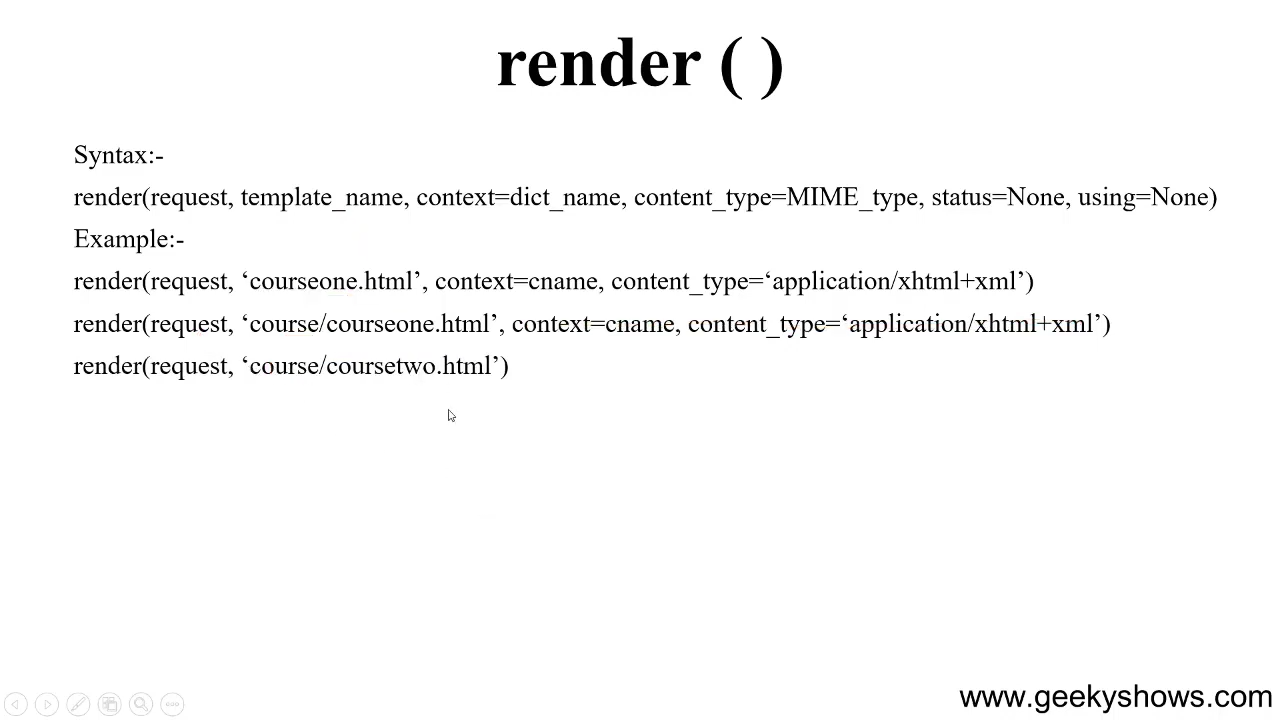 render ( )
Syntax:-
render(request, template_name, context=dict_name, content_type=MIME_type, status=None, using=None)
Example:-
render(request, ‘courseone.html’, context=cname, content_type=‘application/xhtml+xml’)
render(request, ‘course/courseone.html’, context=cname, content_type=‘application/xhtml+xml’)
render(request, ‘course/coursetwo.html’)
www.geekyshows.com